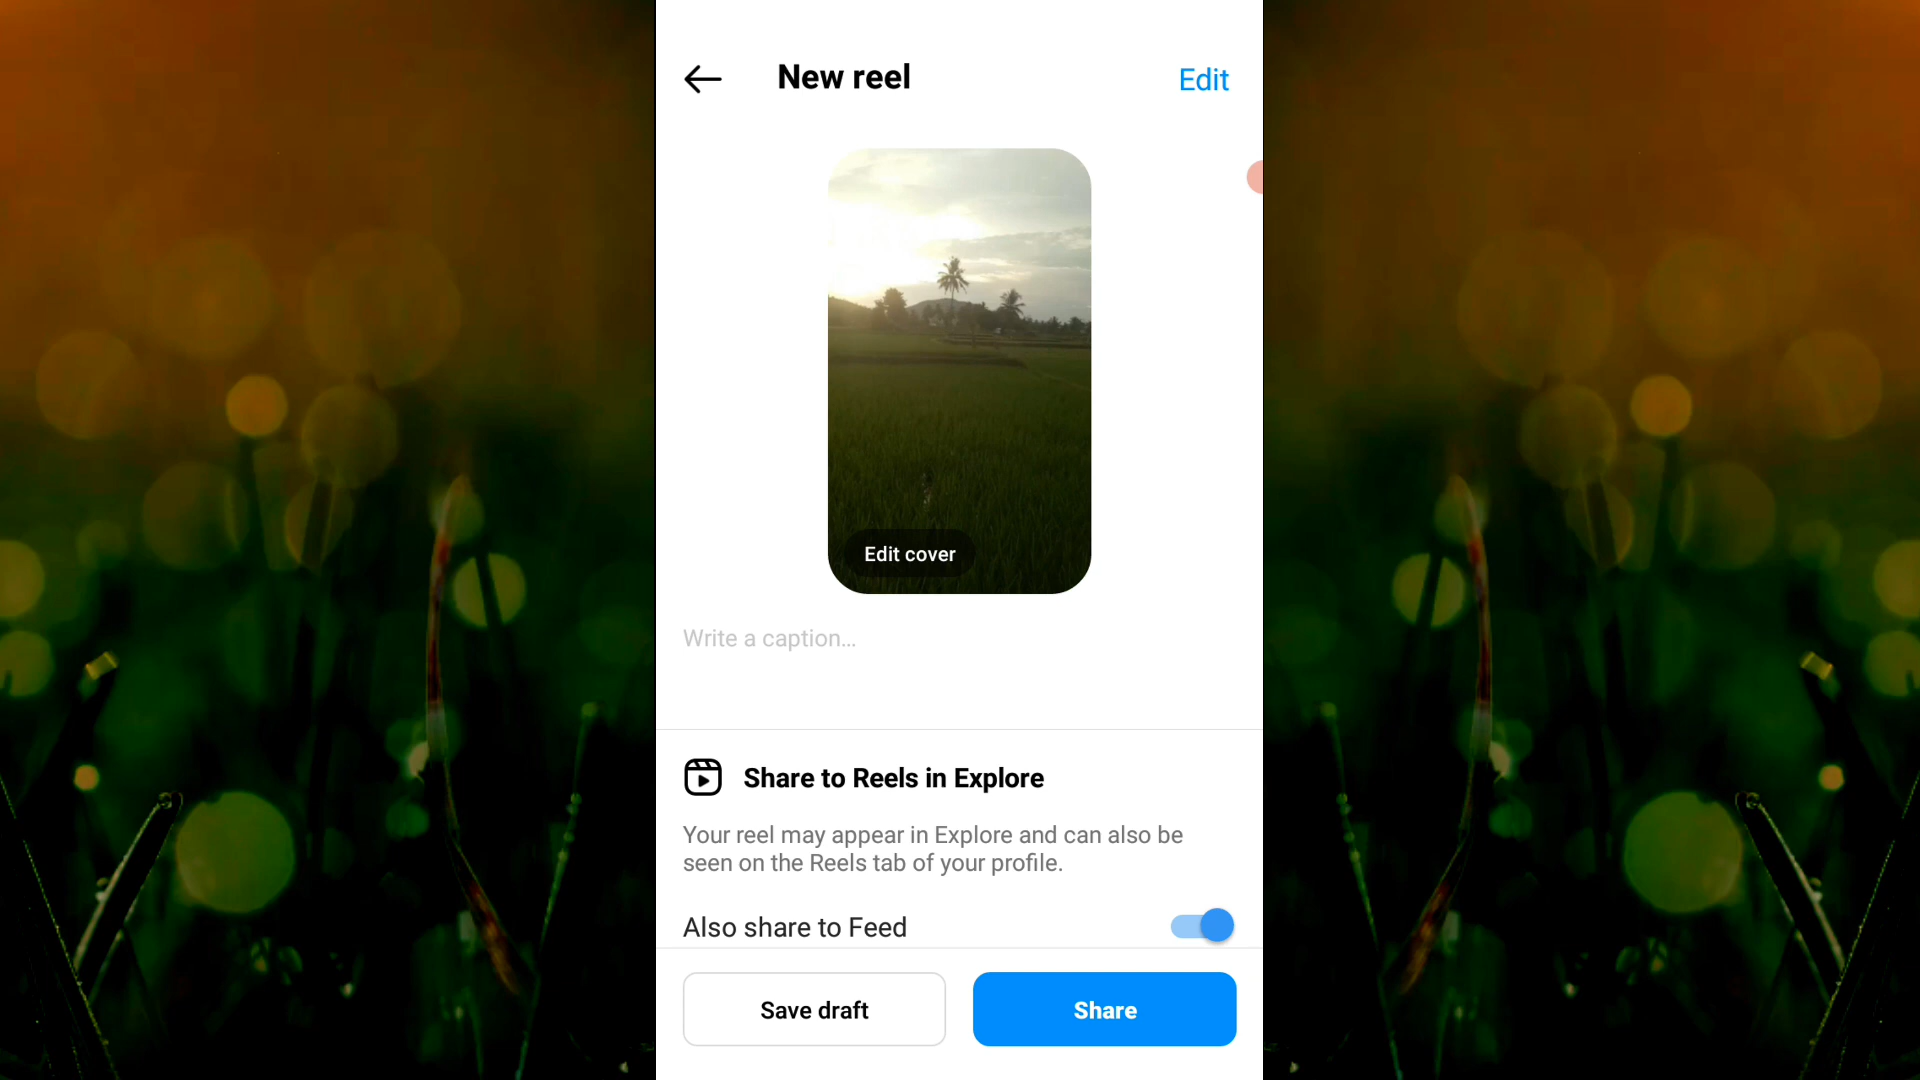 New reel
Edit
Edit cover
Write a caption...
Share to Reels in Explore
Your reel may appear in Explore and can also be
seen on the Reels tab of your profile.
Also share to Feed
Save draft
Share